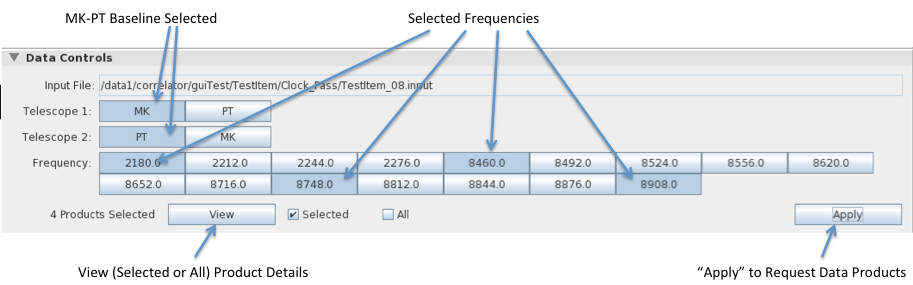 MK-PT Baseline Selected Selected Frequencies
Data Controls
Input File: /data1/correlator/guiTest/TestItem/Clock_Pass/TestItem_08.input
Telescope 1: MK PT
Telescope 2: PT MK
Frequency: 2180.0 2212.0 2244.0 2276.0 8460.0 8492.0 8524.0 8556.0 8620.0
8652.0 8716.0 8748.0 8812.0 8844.0 8876.0 8908.0
4 Products Selected View Selected All Apply
View (Selected or All) Product Details “Apply” to Request Data Products